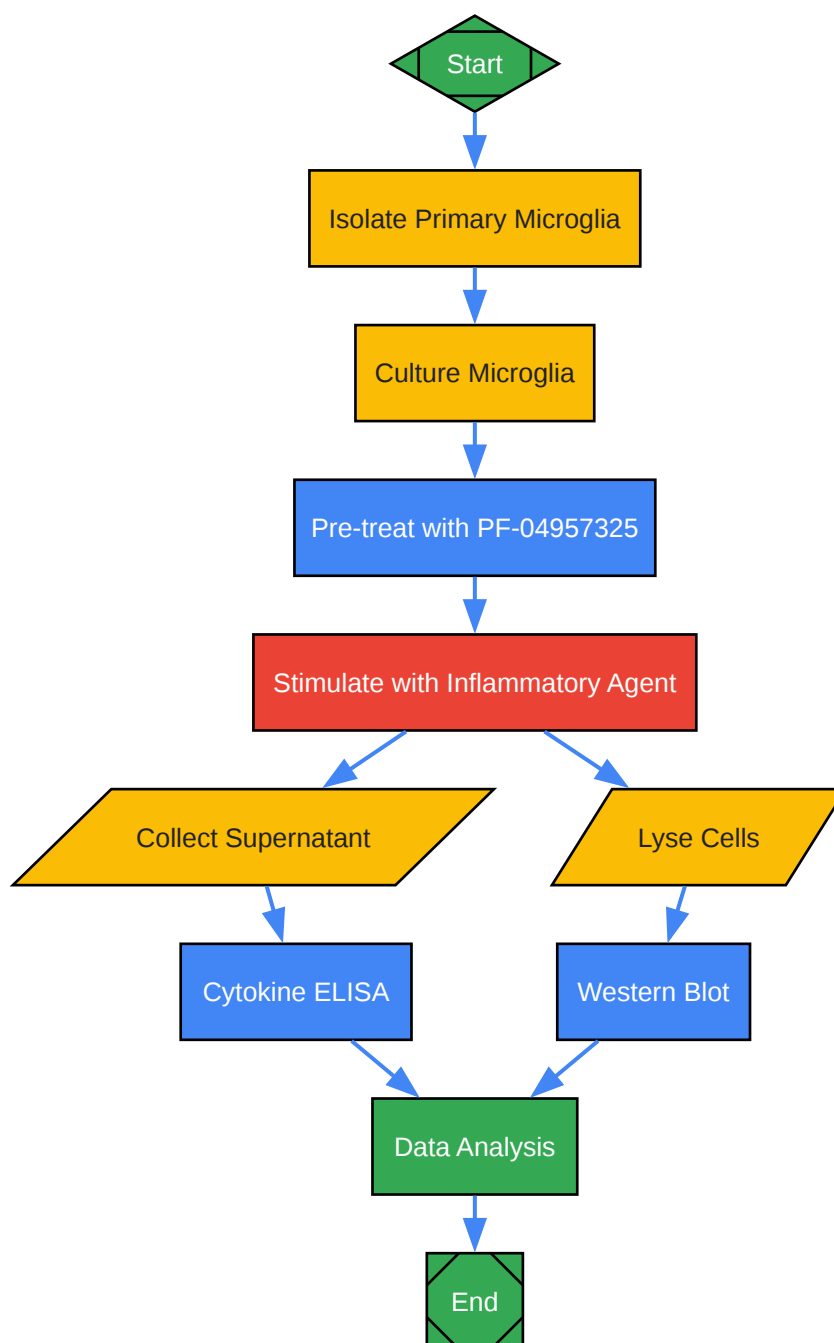 Start
Isolate Primary Microglia
Culture Microglia
Pre-treat with PF-04957325
Stimulate with Inflammatory Agent
Collect Supernatant
Lyse Cells
Cytokine ELISA
Western Blot
Data Analysis
End